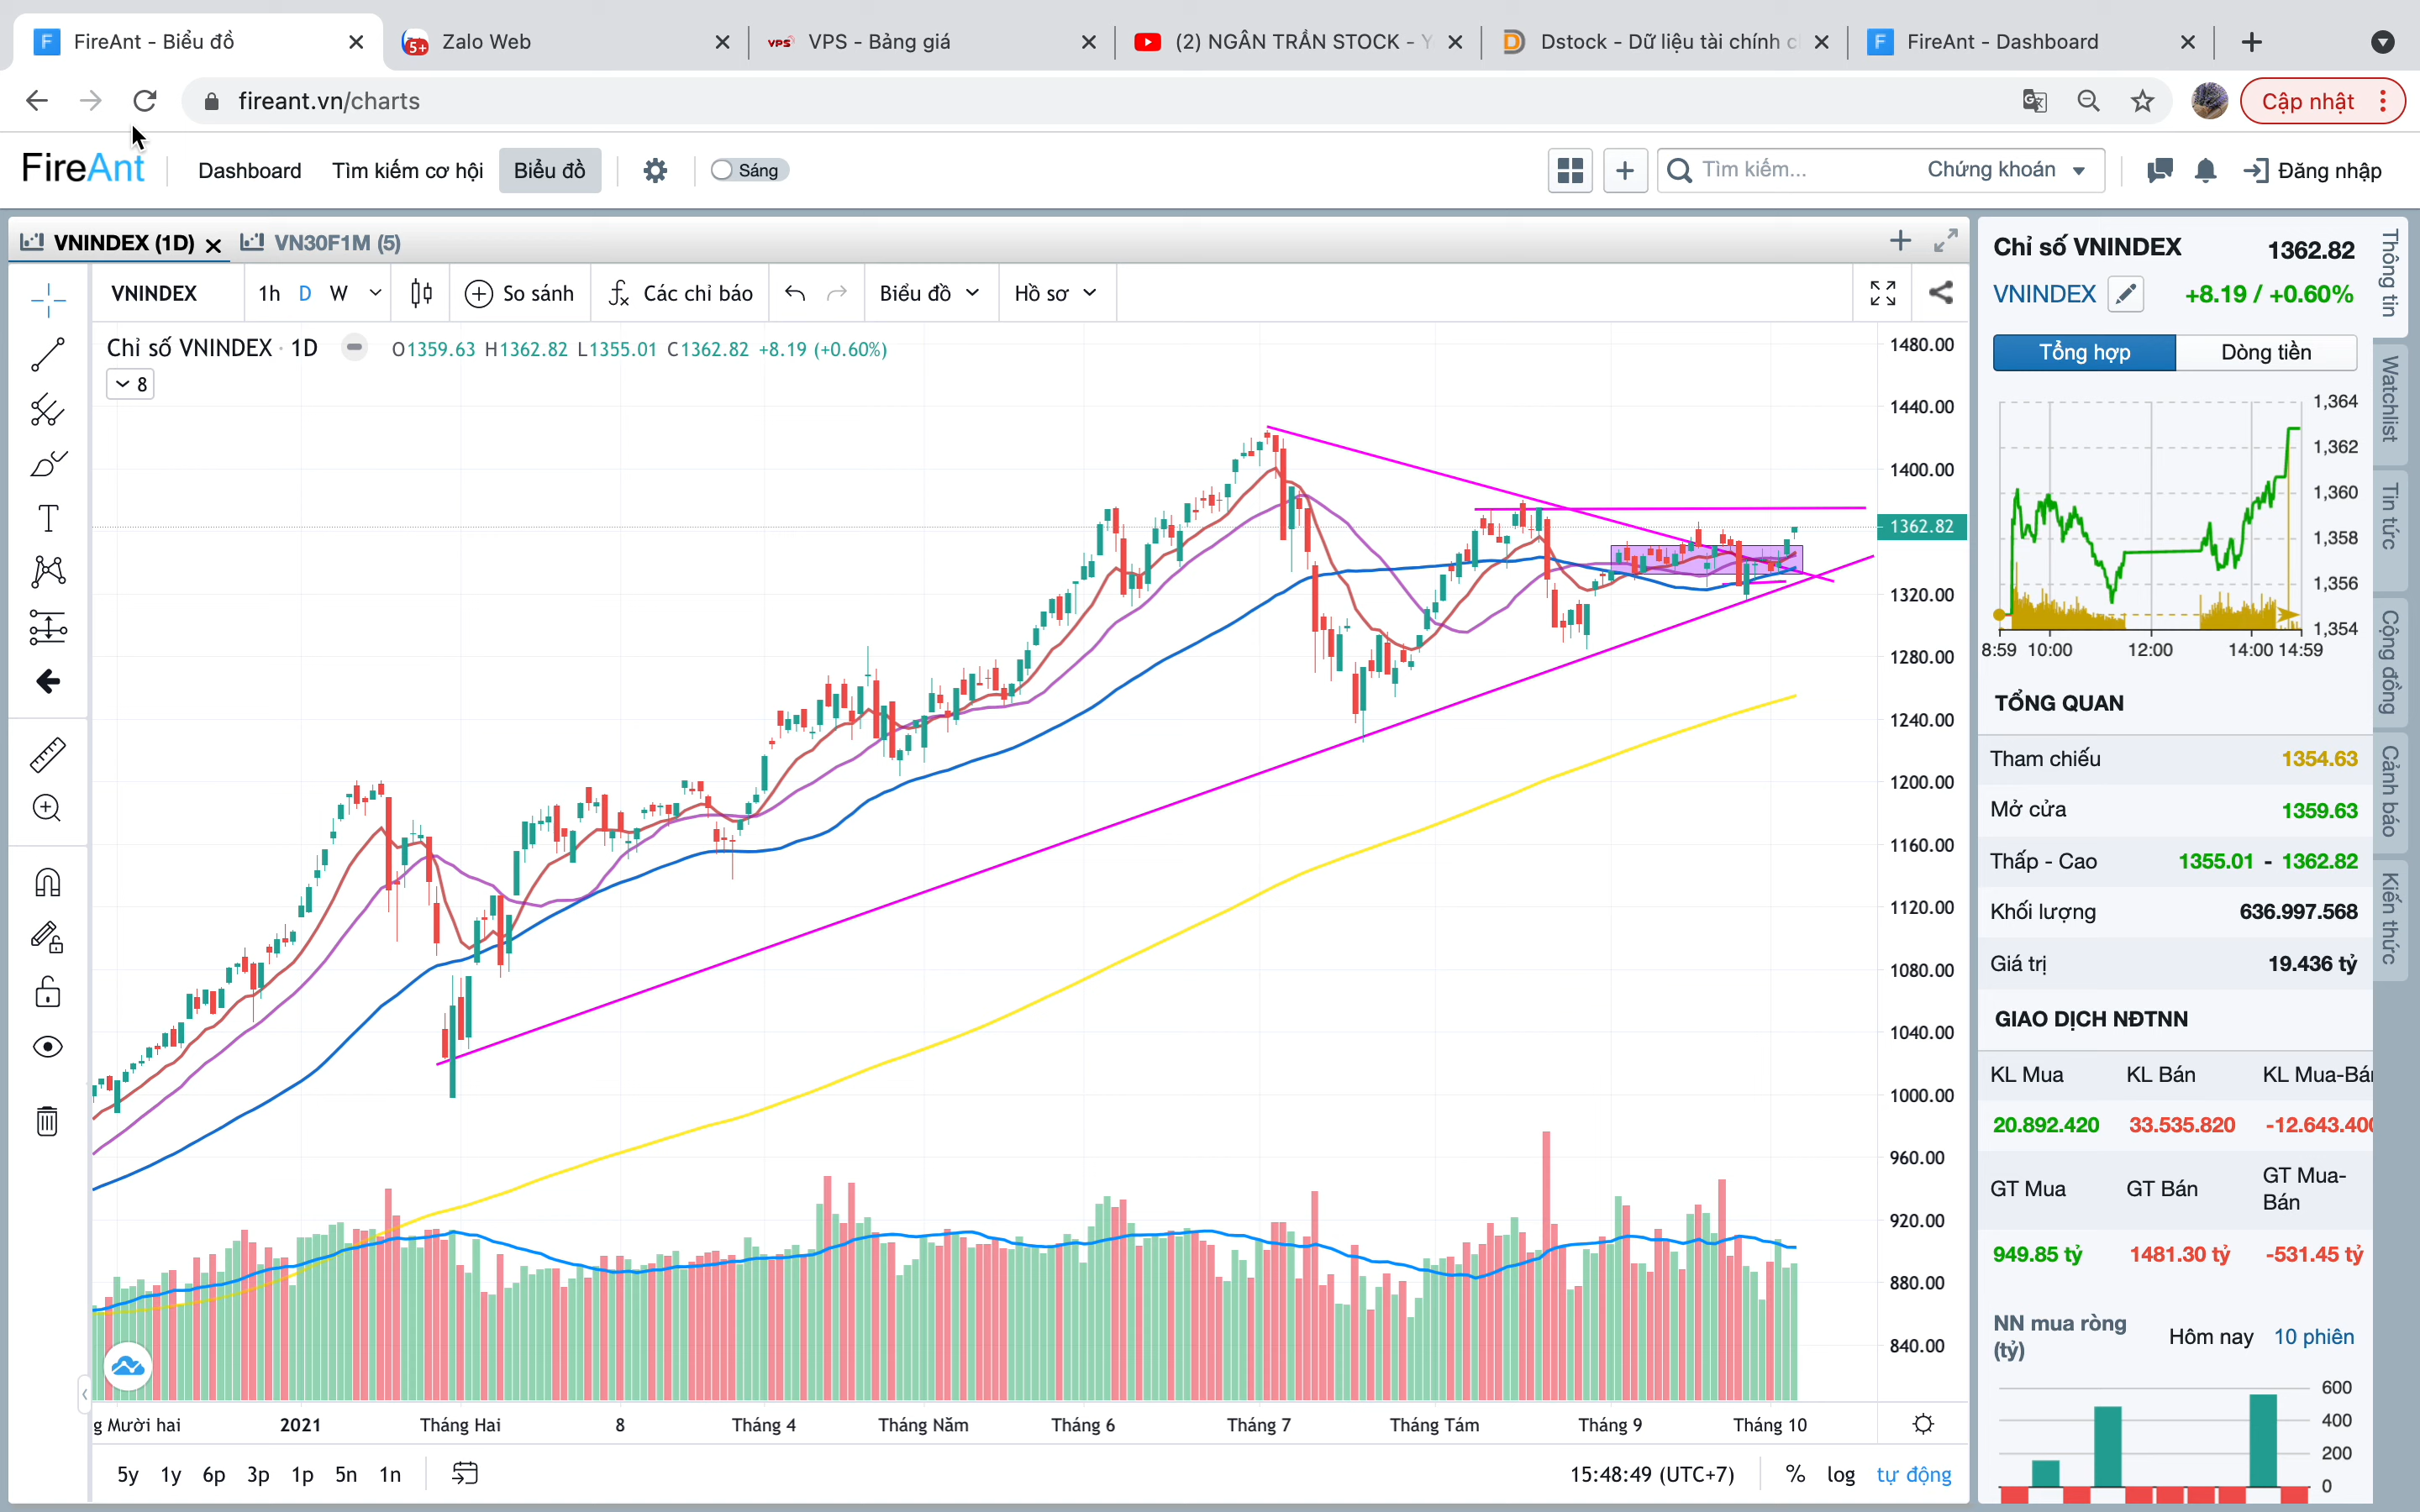 FireAnt - Biểu đồ
Zalo Web
5+
VPS VPS - Bảng giá
(2) NGÂN TRẦN STOCK - Y
Dstock - Dữ liệu tài chính c
FireAnt - Dashboard
fireant.vn/charts
Cập nhật
FireAnt
Dashboard
Tìm kiếm cơ hội
Biểu đồ
Sáng
Tìm kiếm...
Chứng khoán
Đăng nhập
VNINDEX (1D)
VN30F1M (5)
VNINDEX
1h D W
So sánh
Các chỉ báo
Biểu đồ
Hồ sơ
Chỉ số VNINDEX · 1D
O1359.63 H1362.82 L1355.01 C1362.82 +8.19 (+0.60%)
8
1480.00
1440.00
1400.00
1362.82
1320.00
1280.00
1240.00
1200.00
1160.00
1120.00
1080.00
1040.00
1000.00
960.00
920.00
880.00
840.00
g Mười hai 2021 Tháng Hai 8 Tháng 4 Tháng Năm Tháng 6 Tháng 7 Tháng Tám Tháng 9 Tháng 10
5y 1y 6p 3p 1p 5n 1n
15:48:49 (UTC+7)
% log tự động
Chỉ số VNINDEX 1362.82
VNINDEX +8.19 / +0.60%
Tổng hợp Dòng tiền
1,364
1,362
1,360
1,358
1,356
1,354
8:59 10:00 12:00 14:00 14:59
TỔNG QUAN
Tham chiếu 1354.63
Mở cửa 1359.63
Thấp - Cao 1355.01 - 1362.82
Khối lượng 636.997.568
Giá trị 19.436 tỷ
GIAO DỊCH NĐTNN
KL Mua KL Bán KL Mua-Bán
20.892.420 33.535.820 -12.643.400
GT Mua GT Bán GT Mua-
Bán
949.85 tỷ 1481.30 tỷ -531.45 tỷ
NN mua ròng
(tỷ)
Hôm nay 10 phiên
600
400
200
0
Thông tin
Watchlist
Tin tức
Cộng đồng
Cảnh báo
Kiến thức